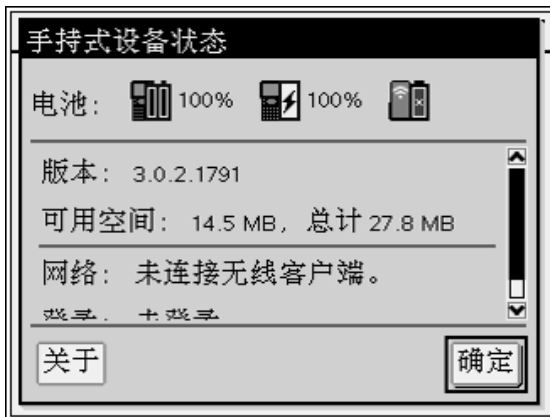 手持式设备状态
电池： 100% 100%
版本： 3.0.2.1791
可用空间： 14.5 MB，总计 27.8 MB
网络： 未连接无线客户端。
关于 确定